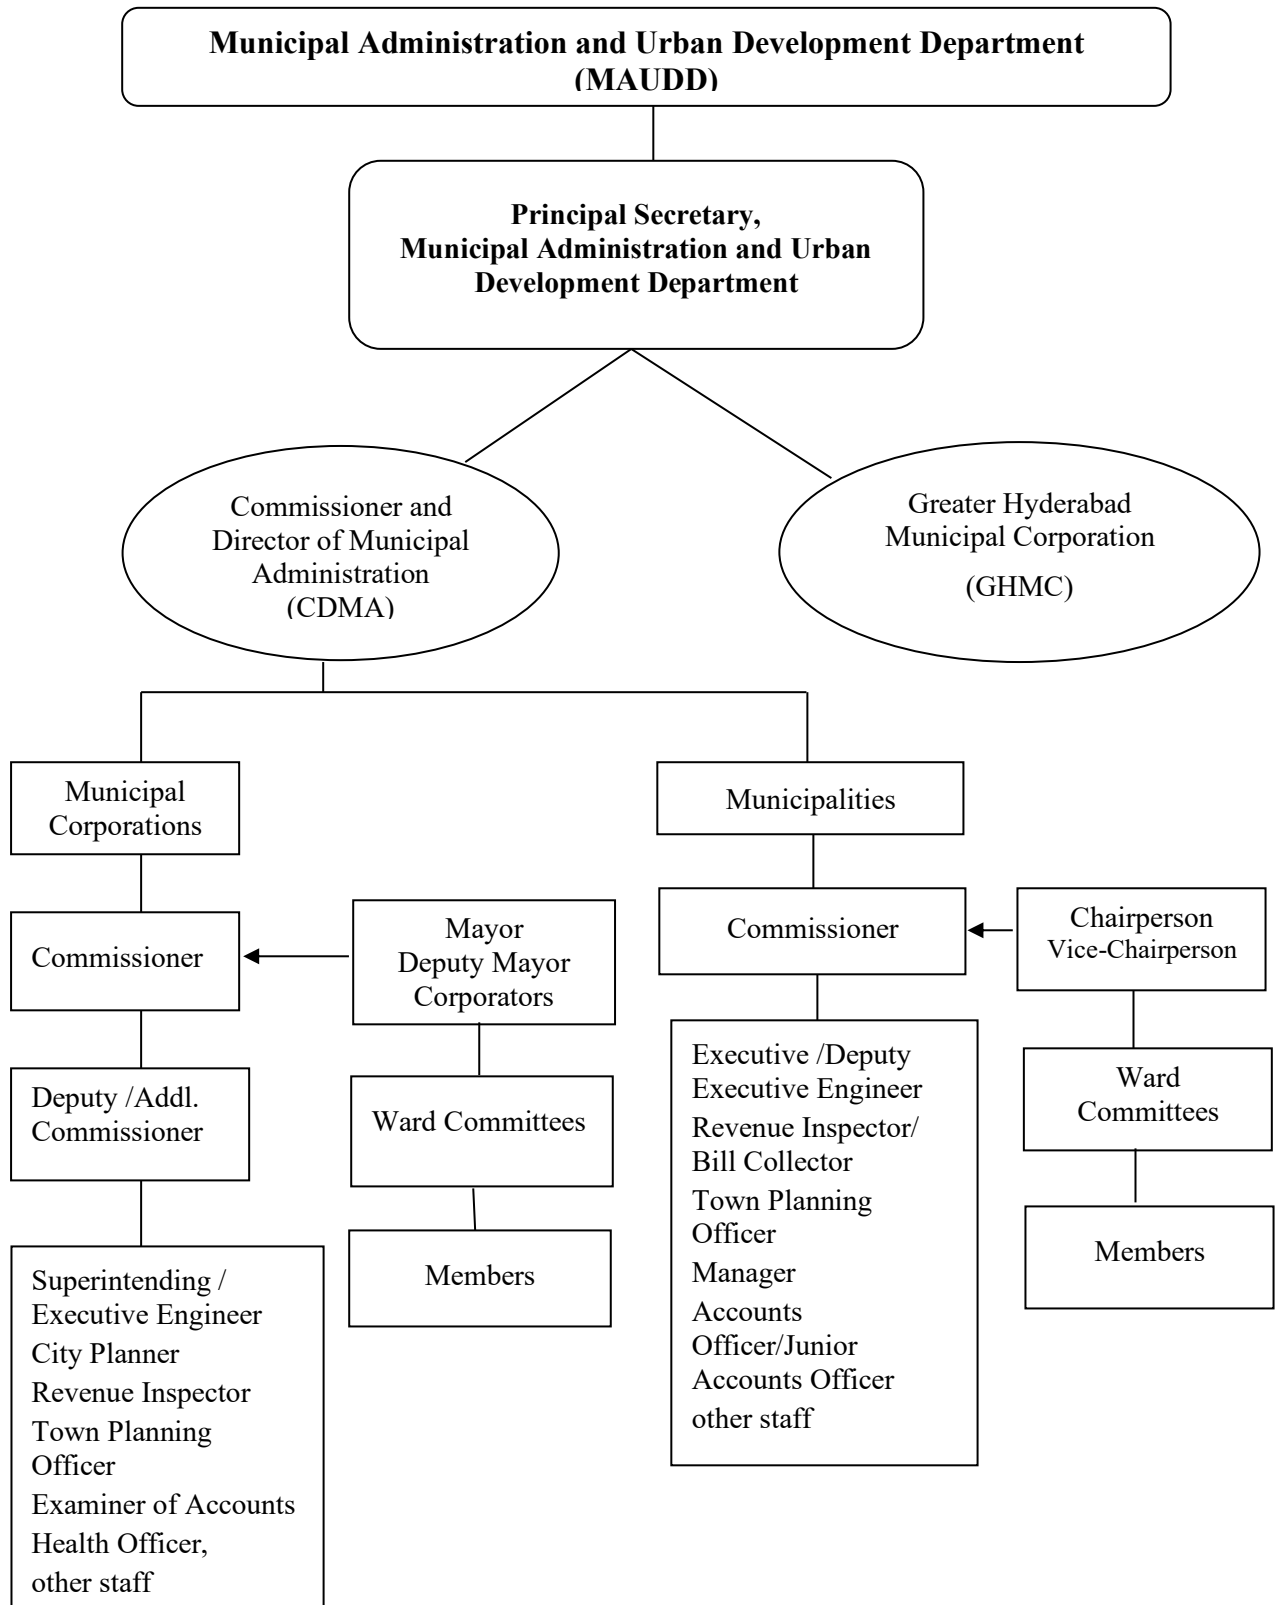 Municipal Administration and Urban Development Department
(MAUDD)
Principal Secretary,
Municipal Administration and Urban
Development Department
Commissioner and
Director of Municipal
Administration
(CDMA)
Greater Hyderabad
Municipal Corporation
(GHMC)
Municipal
Corporations
Municipalities
Commissioner
Mayor
Deputy Mayor
Corporators
Commissioner
Chairperson
Vice-Chairperson
Deputy /Addl.
Commissioner
Ward Committees
Executive /Deputy
Executive Engineer
Revenue Inspector/
Bill Collector
Town Planning
Officer
Manager
Accounts
Officer/Junior
Accounts Officer
other staff
Ward
Committees
Superintending /
Executive Engineer
City Planner
Revenue Inspector
Town Planning
Officer
Examiner of Accounts
Health Officer,
other staff
Members
Members